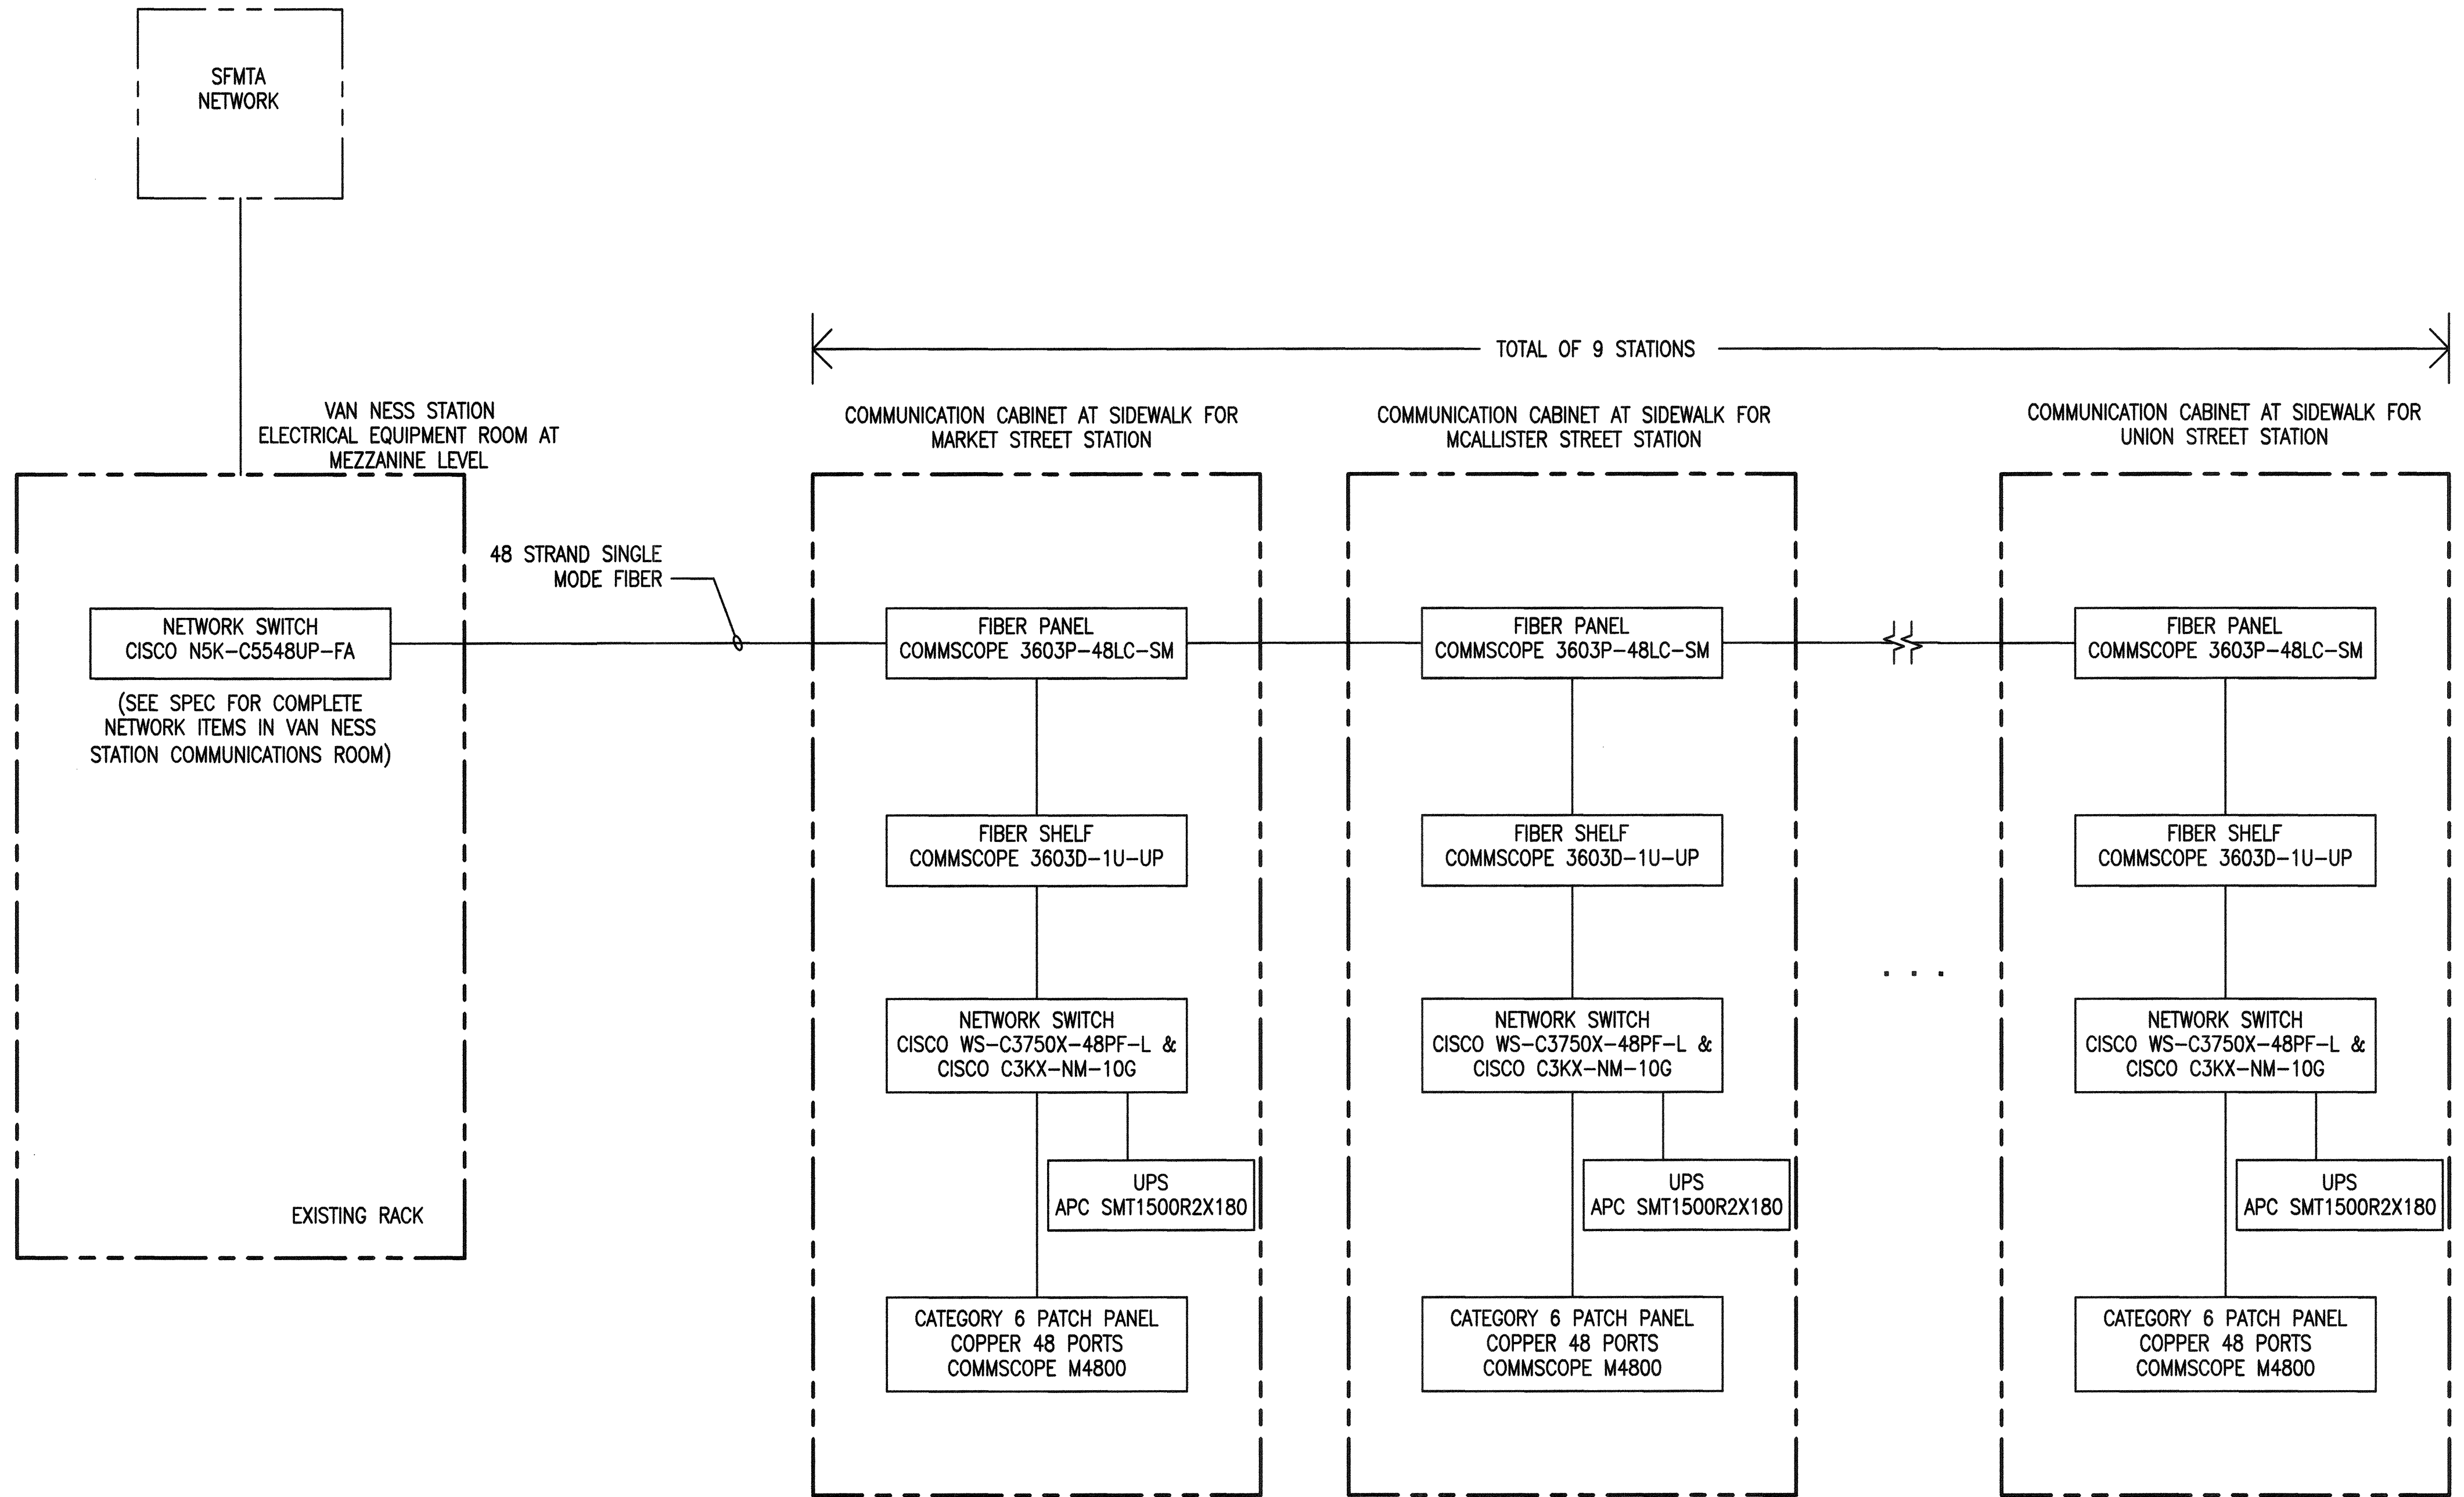 SFMTA
NETWORK
TOTAL OF 9 STATIONS
VAN NESS STATION
ELECTRICAL EQUIPMENT ROOM AT
MEZZANINE LEVEL
NETWORK SWITCH
CISCO N5K-C5548UP-FA
(SEE SPEC FOR COMPLETE
NETWORK ITEMS IN VAN NESS
STATION COMMUNICATIONS ROOM)
EXISTING RACK
48 STRAND SINGLE
MODE FIBER
COMMUNICATION CABINET AT SIDEWALK FOR
MARKET STREET STATION
FIBER PANEL
COMMSCOPE 3603P-48LC-SM
FIBER SHELF
COMMSCOPE 3603D-1U-UP
NETWORK SWITCH
CISCO WS-C3750X-48PF-L &
CISCO C3KX-NM-10G
UPS
APC SMT1500R2X180
CATEGORY 6 PATCH PANEL
COPPER 48 PORTS
COMMSCOPE M4800
COMMUNICATION CABINET AT SIDEWALK FOR
MCALLISTER STREET STATION
FIBER PANEL
COMMSCOPE 3603P-48LC-SM
FIBER SHELF
COMMSCOPE 3603D-1U-UP
NETWORK SWITCH
CISCO WS-C3750X-48PF-L &
CISCO C3KX-NM-10G
UPS
APC SMT1500R2X180
CATEGORY 6 PATCH PANEL
COPPER 48 PORTS
COMMSCOPE M4800
. . .
COMMUNICATION CABINET AT SIDEWALK FOR
UNION STREET STATION
FIBER PANEL
COMMSCOPE 3603P-48LC-SM
FIBER SHELF
COMMSCOPE 3603D-1U-UP
NETWORK SWITCH
CISCO WS-C3750X-48PF-L &
CISCO C3KX-NM-10G
UPS
APC SMT1500R2X180
CATEGORY 6 PATCH PANEL
COPPER 48 PORTS
COMMSCOPE M4800